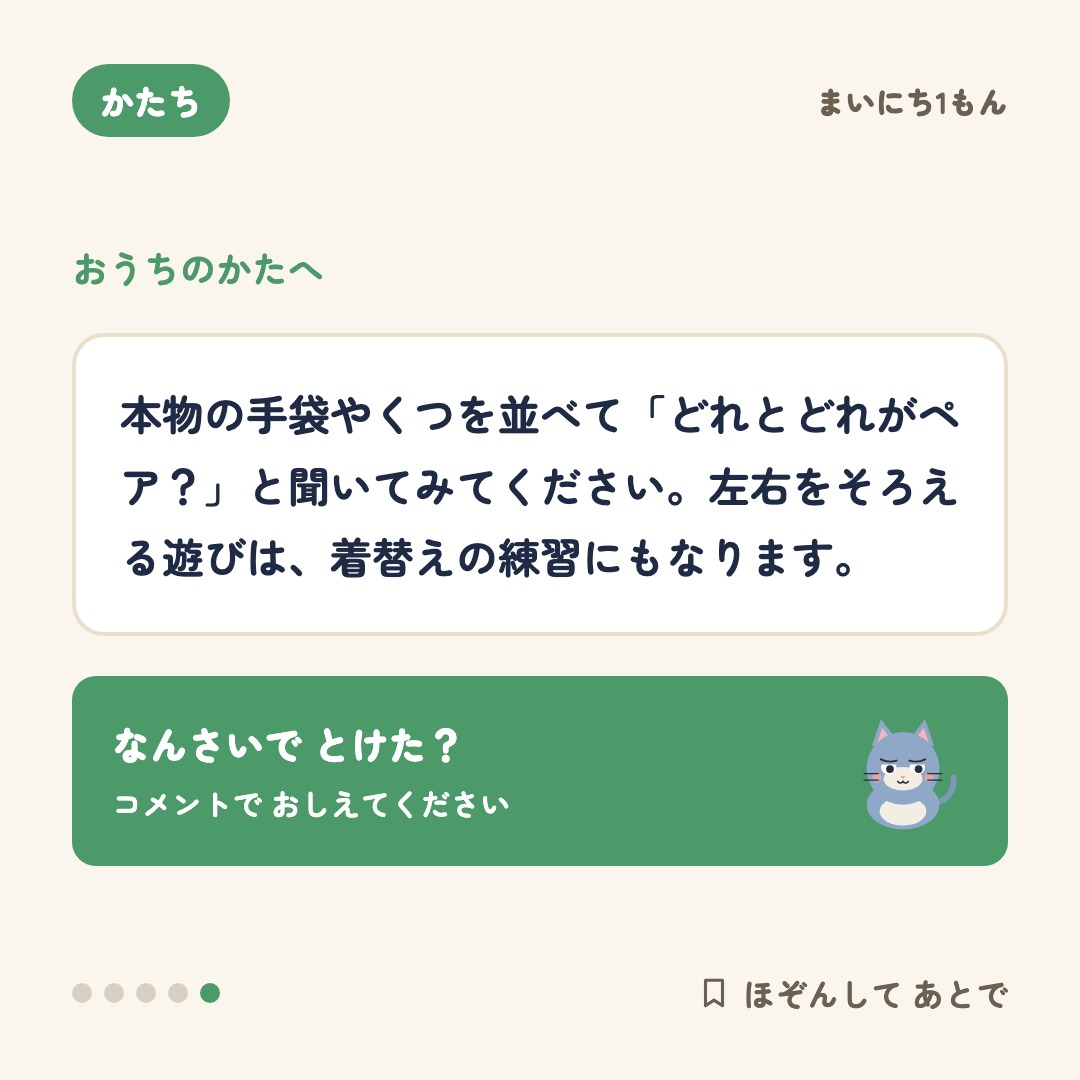 かたち
まいにち1もん
おうちのかたへ
本物の手袋やくつを並べて「どれとどれがペ
ア？」と聞いてみてください。左右をそろえ
る遊びは、着替えの練習にもなります。
なんさいで とけた？
コメントで おしえてください
ほぞんして あとで